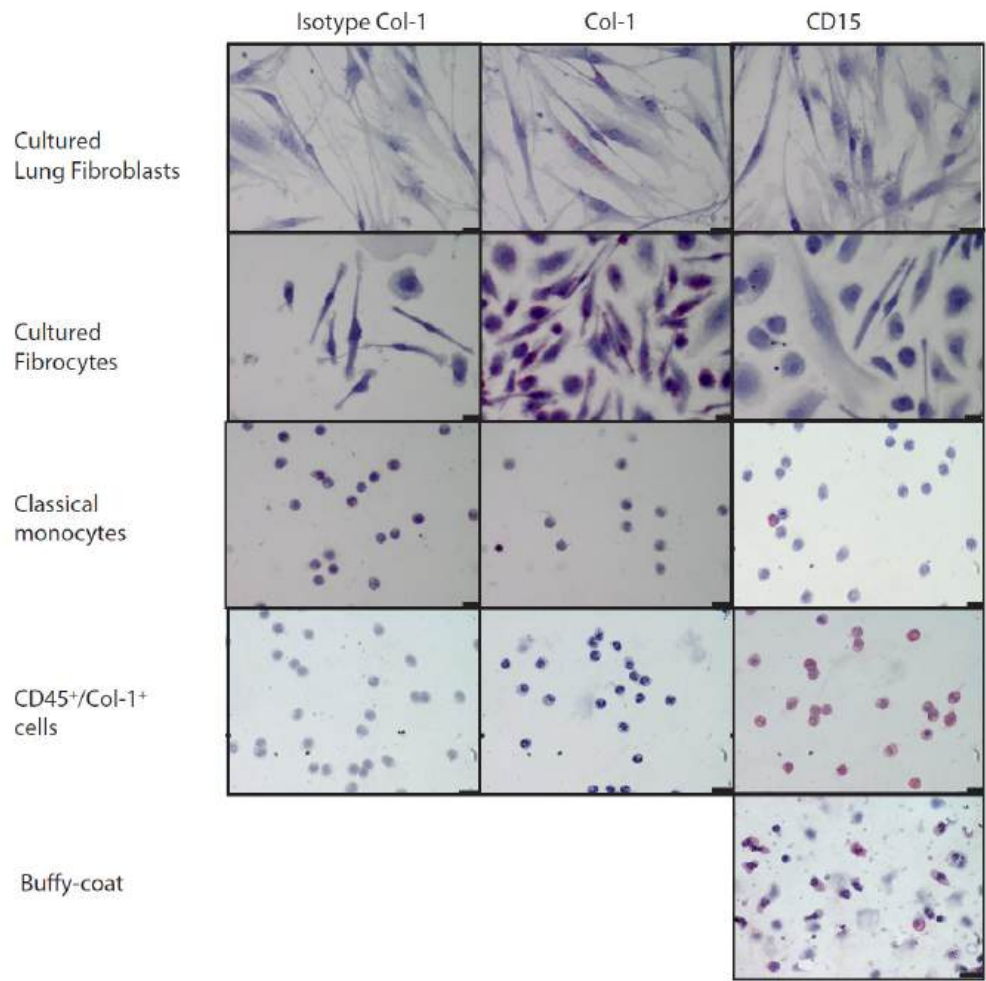 Isotype Col-1
Col-1
CD15
Cultured
Lung Fibroblasts
Cultured
Fibrocytes
Classical
monocytes
CD45⁺/Col-1⁺
cells
Buffy-coat